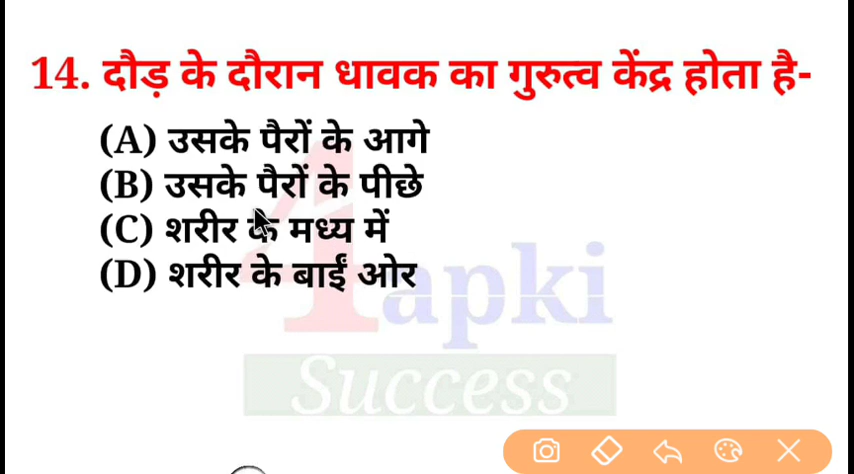 14. दौड़ के दौरान धावक का गुरुत्व केंद्र होता है-
(A) उसके पैरों के आगे
(B) उसके पैरों के पीछे
(C) शरीर के मध्य में
(D) शरीर के बाईं ओर
4apki
Success